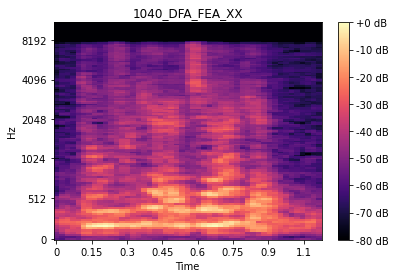 1040_DFA_FEA_XX
+0 dB
8192
-10 dB
4096
-20 dB
-30 dB
2048
Hz
-40 dB
1024
-50 dB
512
-60 dB
-70 dB
0
-80 dB
0 0.15 0.3 0.45 0.6 0.75 0.9 1.1
Time